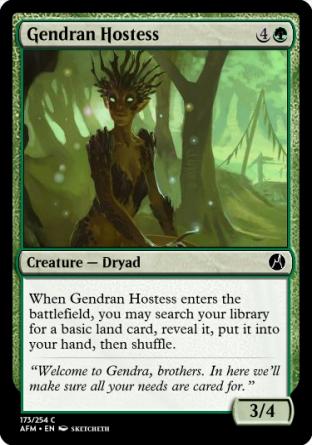 Gendran Hostess 4
Creature — Dryad
When Gendran Hostess enters the
battlefield, you may search your library
for a basic land card, reveal it, put it into
your hand, then shuffle.
“Welcome to Gendra, brothers. In here we’ll
make sure all your needs are cared for.”
3/4
173/254 C
AFM • EN SKETCHETH